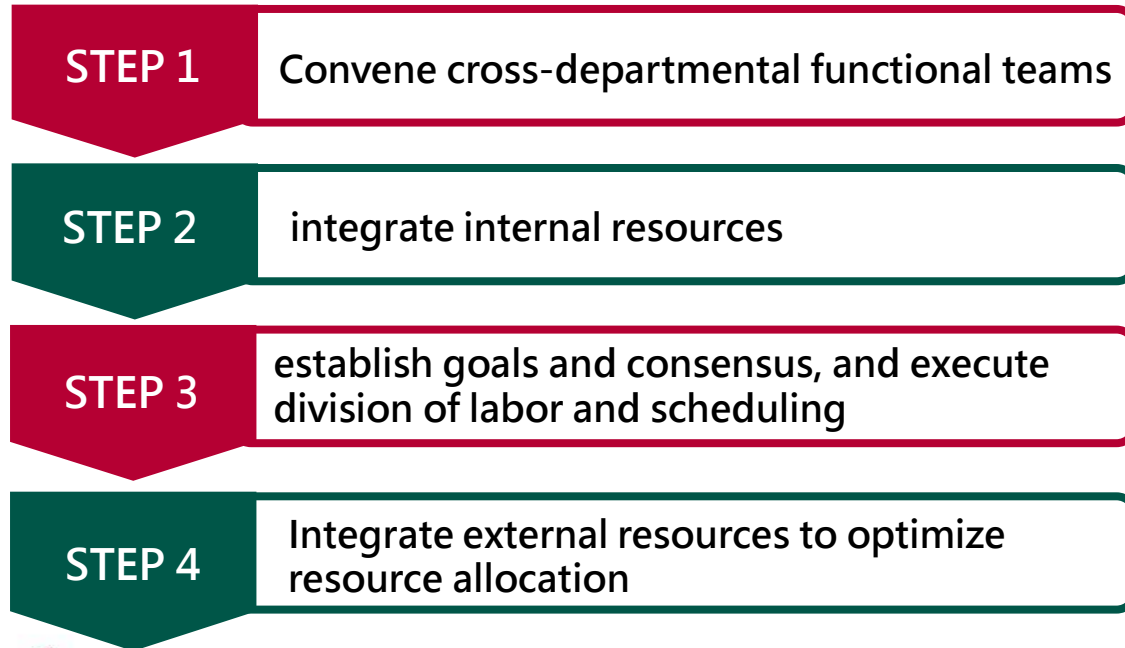 STEP 1
Convene cross-departmental functional teams
STEP 2
integrate internal resources
STEP 3
establish goals and consensus, and execute
division of labor and scheduling
STEP 4
Integrate external resources to optimize
resource allocation